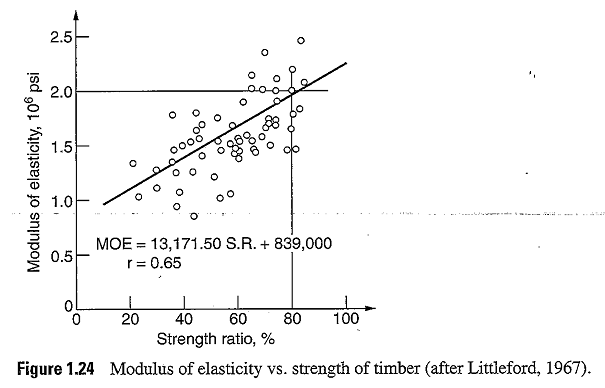 2.5
2.0
1.5
1.0
0.5
0
Modulus of elasticity, 10⁶ psi
MOE = 13,171.50 S.R. + 839,000
r = 0.65
0 20 40 60 80 100
Strength ratio, %
Figure 1.24 Modulus of elasticity vs. strength of timber (after Littleford, 1967).